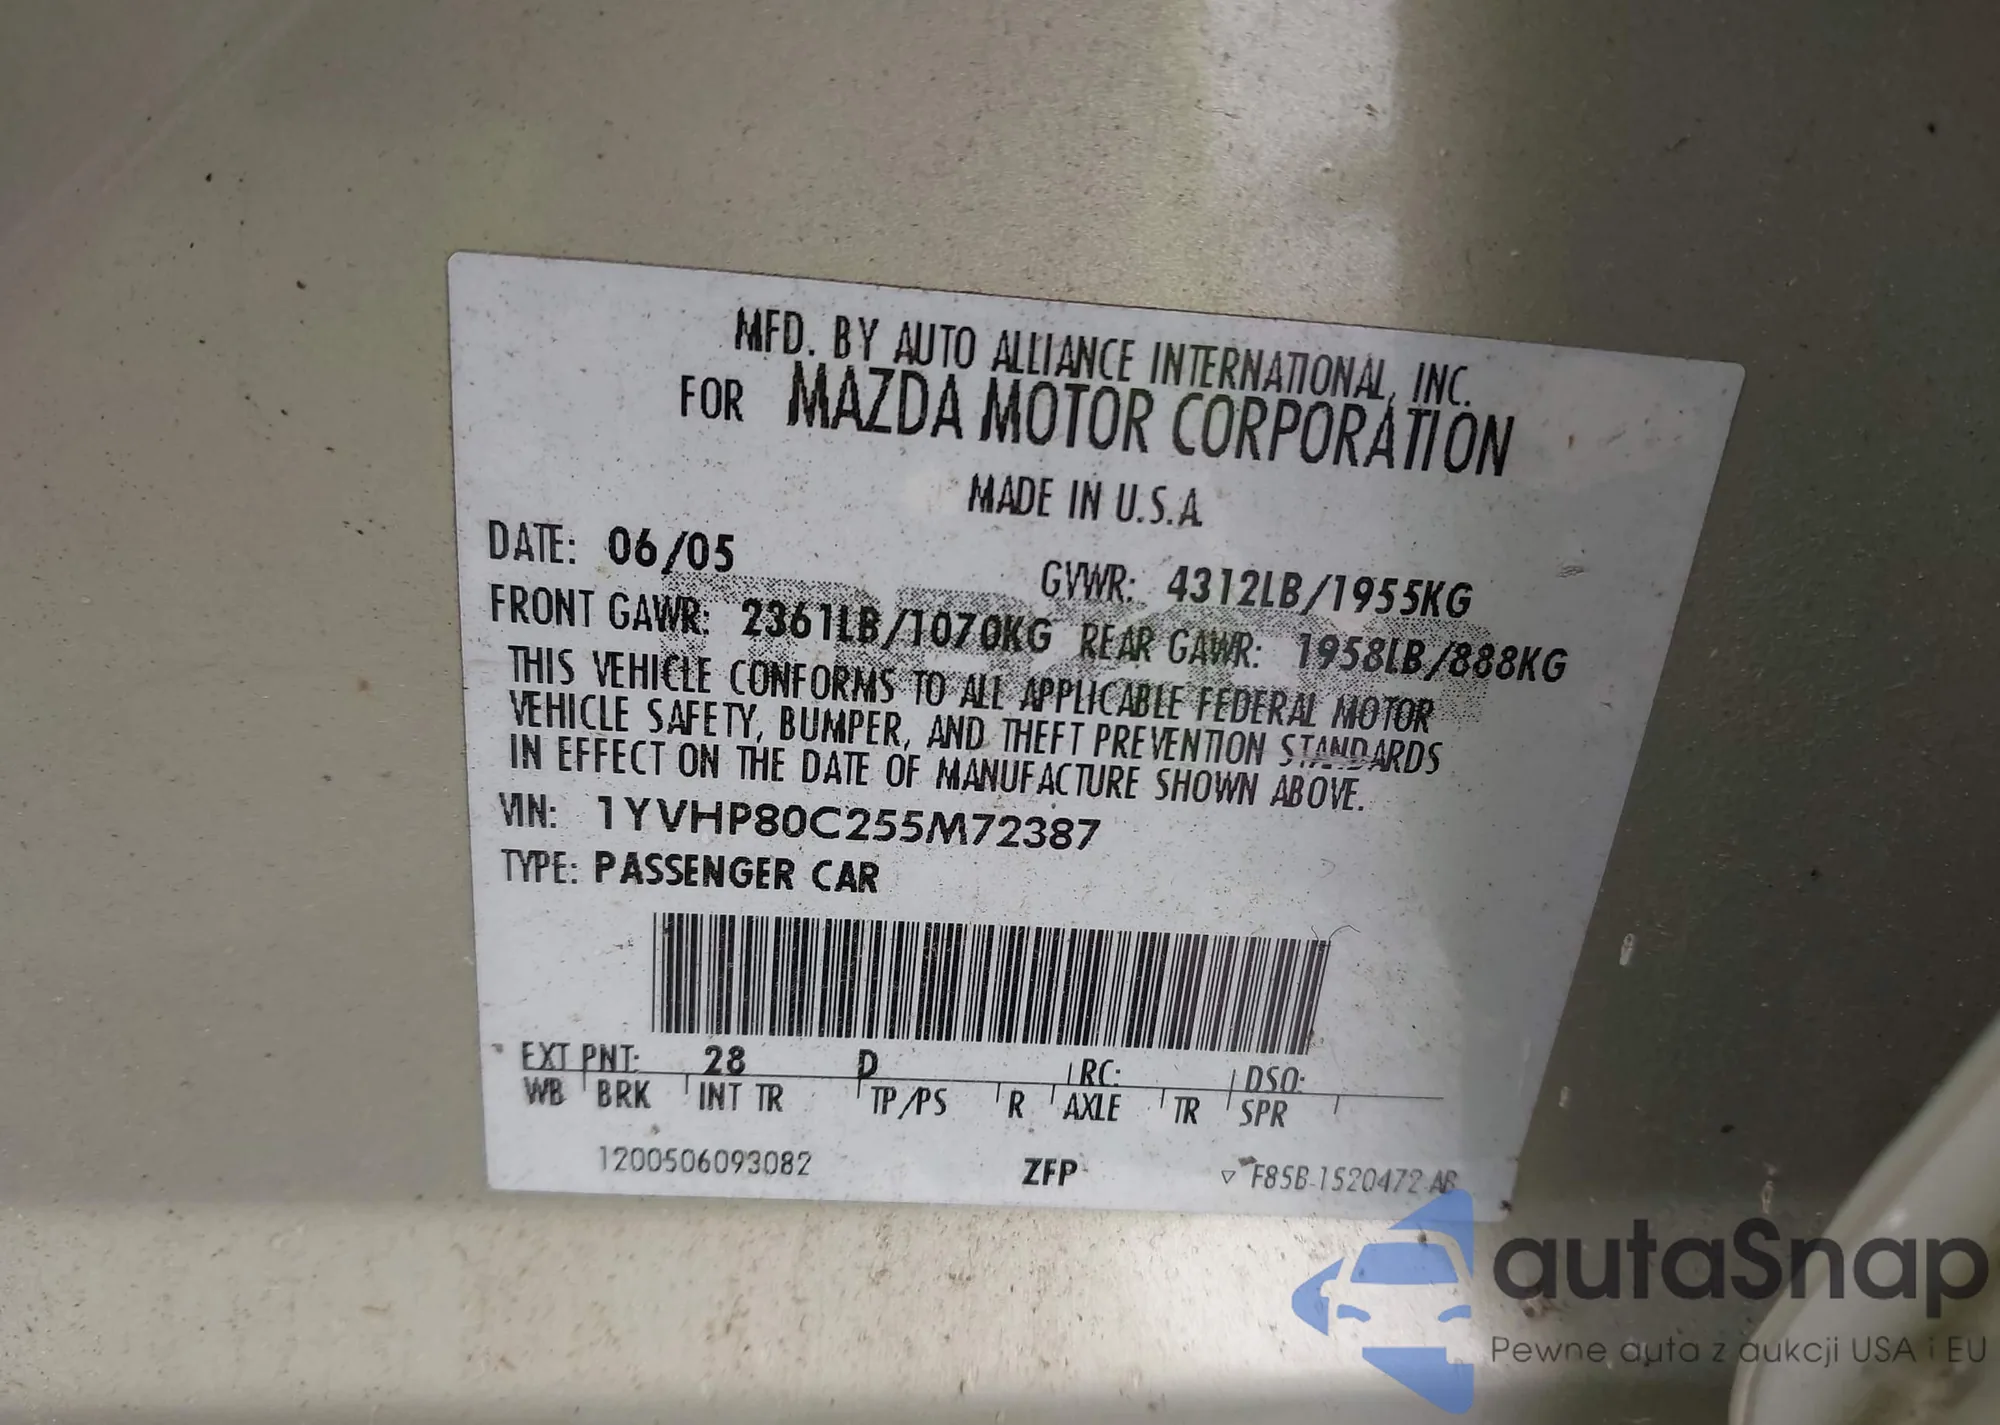 MFD. BY AUTO ALLIANCE INTERNATIONAL, INC.
FOR MAZDA MOTOR CORPORATION
MADE IN U.S.A.
DATE: 06/05 GVWR: 4312LB/1955KG
FRONT GAWR: 2361LB/1070KG REAR GAWR: 1958LB/888KG
THIS VEHICLE CONFORMS TO ALL APPLICABLE FEDERAL MOTOR
VEHICLE SAFETY, BUMPER, AND THEFT PREVENTION STANDARDS
IN EFFECT ON THE DATE OF MANUFACTURE SHOWN ABOVE.
VIN: 1YVHP80C255M72387
TYPE: PASSENGER CAR
EXT PNT: 28 D RC: DSO:
WB BRK INT TR TP/PS R AXLE TR SPR
1200506093082 ZFP ▽ F85B-1520472-AB
autaSnap
Pewne auta z aukcji USA i EU